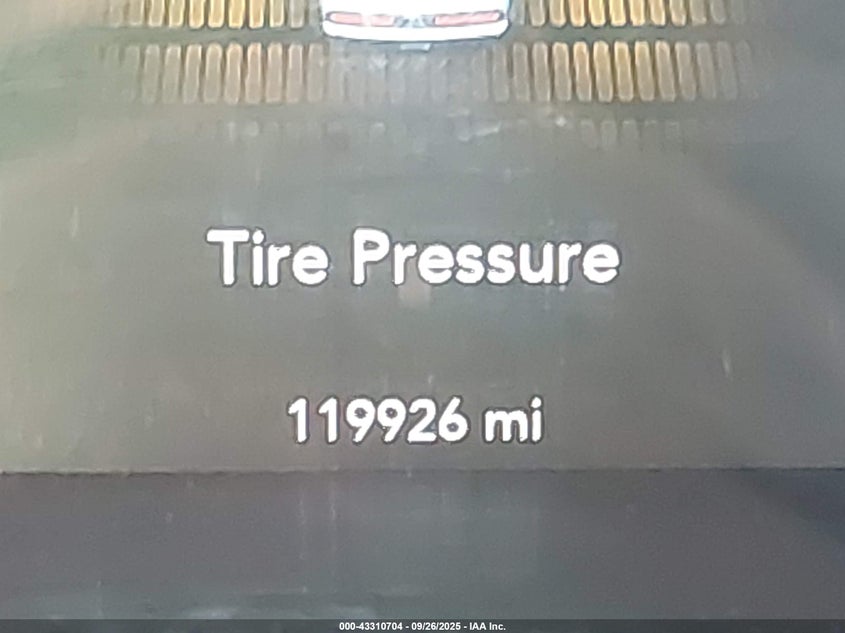 Tire Pressure
119926 mi
000-43310704 - 09/26/2025 - IAA Inc.